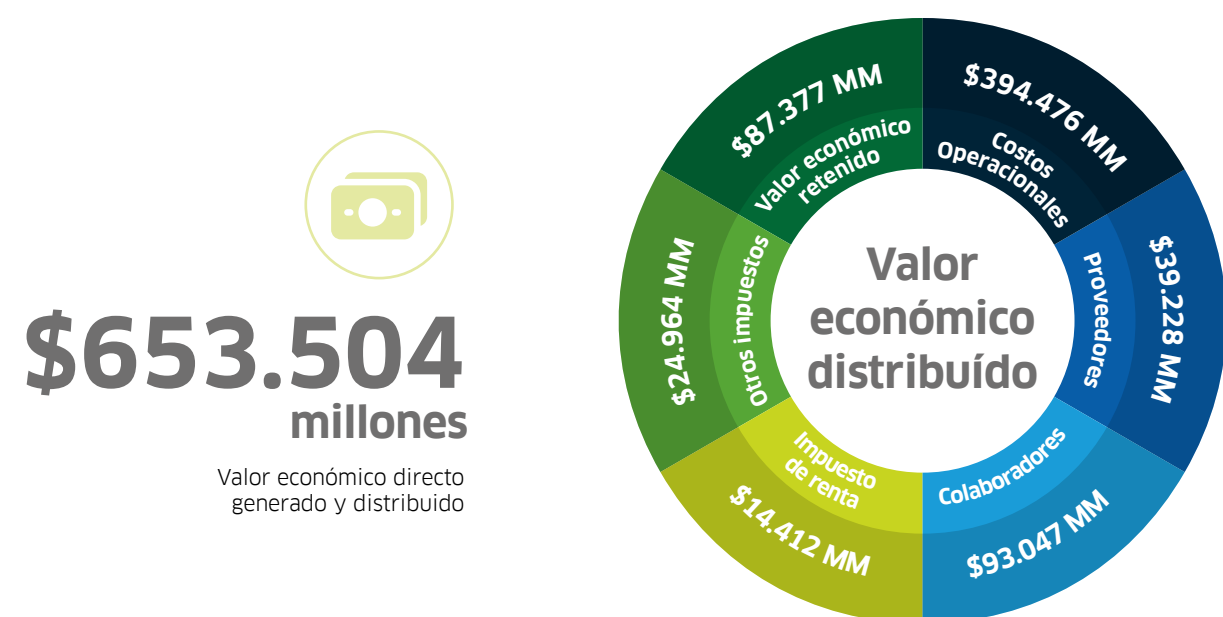 $653.504
millones
Valor económico directo
generado y distribuido
Valor
económico
distribuído
$394.476 MM
Costos
Operacionales
$39.228 MM
Proveedores
$93.047 MM
Colaboradores
$14.412 MM
Impuesto
de renta
$24.964 MM
Otros impuestos
$87.377 MM
Valor económico
retenido